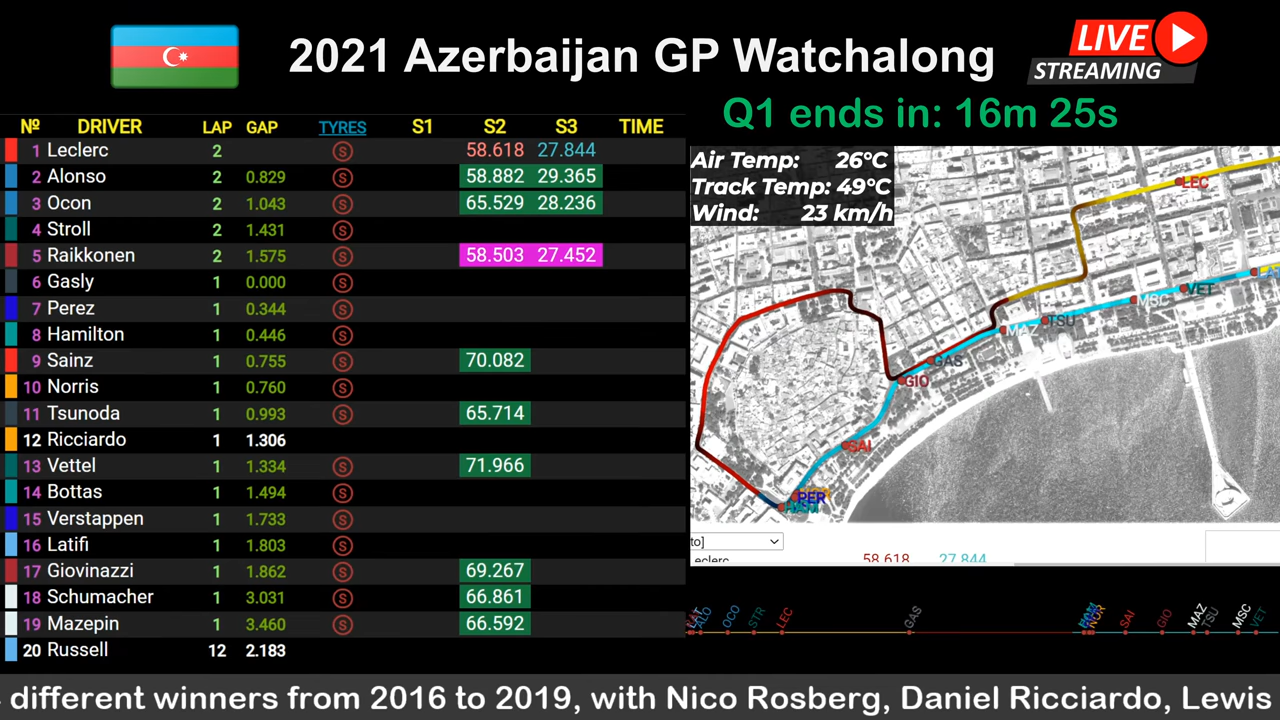 2021 Azerbaijan GP Watchalong
LIVE
STREAMING
Q1 ends in: 16m 25s
Nº DRIVER LAP GAP TYRES S1 S2 S3 TIME
1 Leclerc 2 S 58.618 27.844
2 Alonso 2 0.829 S 58.882 29.365
3 Ocon 2 1.043 S 65.529 28.236
4 Stroll 2 1.431 S
5 Raikkonen 2 1.575 S 58.503 27.452
6 Gasly 1 0.000 S
7 Perez 1 0.344 S
8 Hamilton 1 0.446 S
9 Sainz 1 0.755 S 70.082
10 Norris 1 0.760 S
11 Tsunoda 1 0.993 S 65.714
12 Ricciardo 1 1.306
13 Vettel 1 1.334 S 71.966
14 Bottas 1 1.494 S
15 Verstappen 1 1.733 S
16 Latifi 1 1.803 S
17 Giovinazzi 1 1.862 S 69.267
18 Schumacher 1 3.031 S 66.861
19 Mazepin 1 3.460 S 66.592
20 Russell 12 2.183
Air Temp: 26°C
Track Temp: 49°C
Wind: 23 km/h
LEC
VET
MSC
TSU
MAZ
GAS
GIO
SAI
PER
HAM
to]
eclerc 58.618 27.844
OCO STR LEC GAS NOR SAI GIO MAZ TSU MSC VET
different winners from 2016 to 2019, with Nico Rosberg, Daniel Ricciardo, Lewis